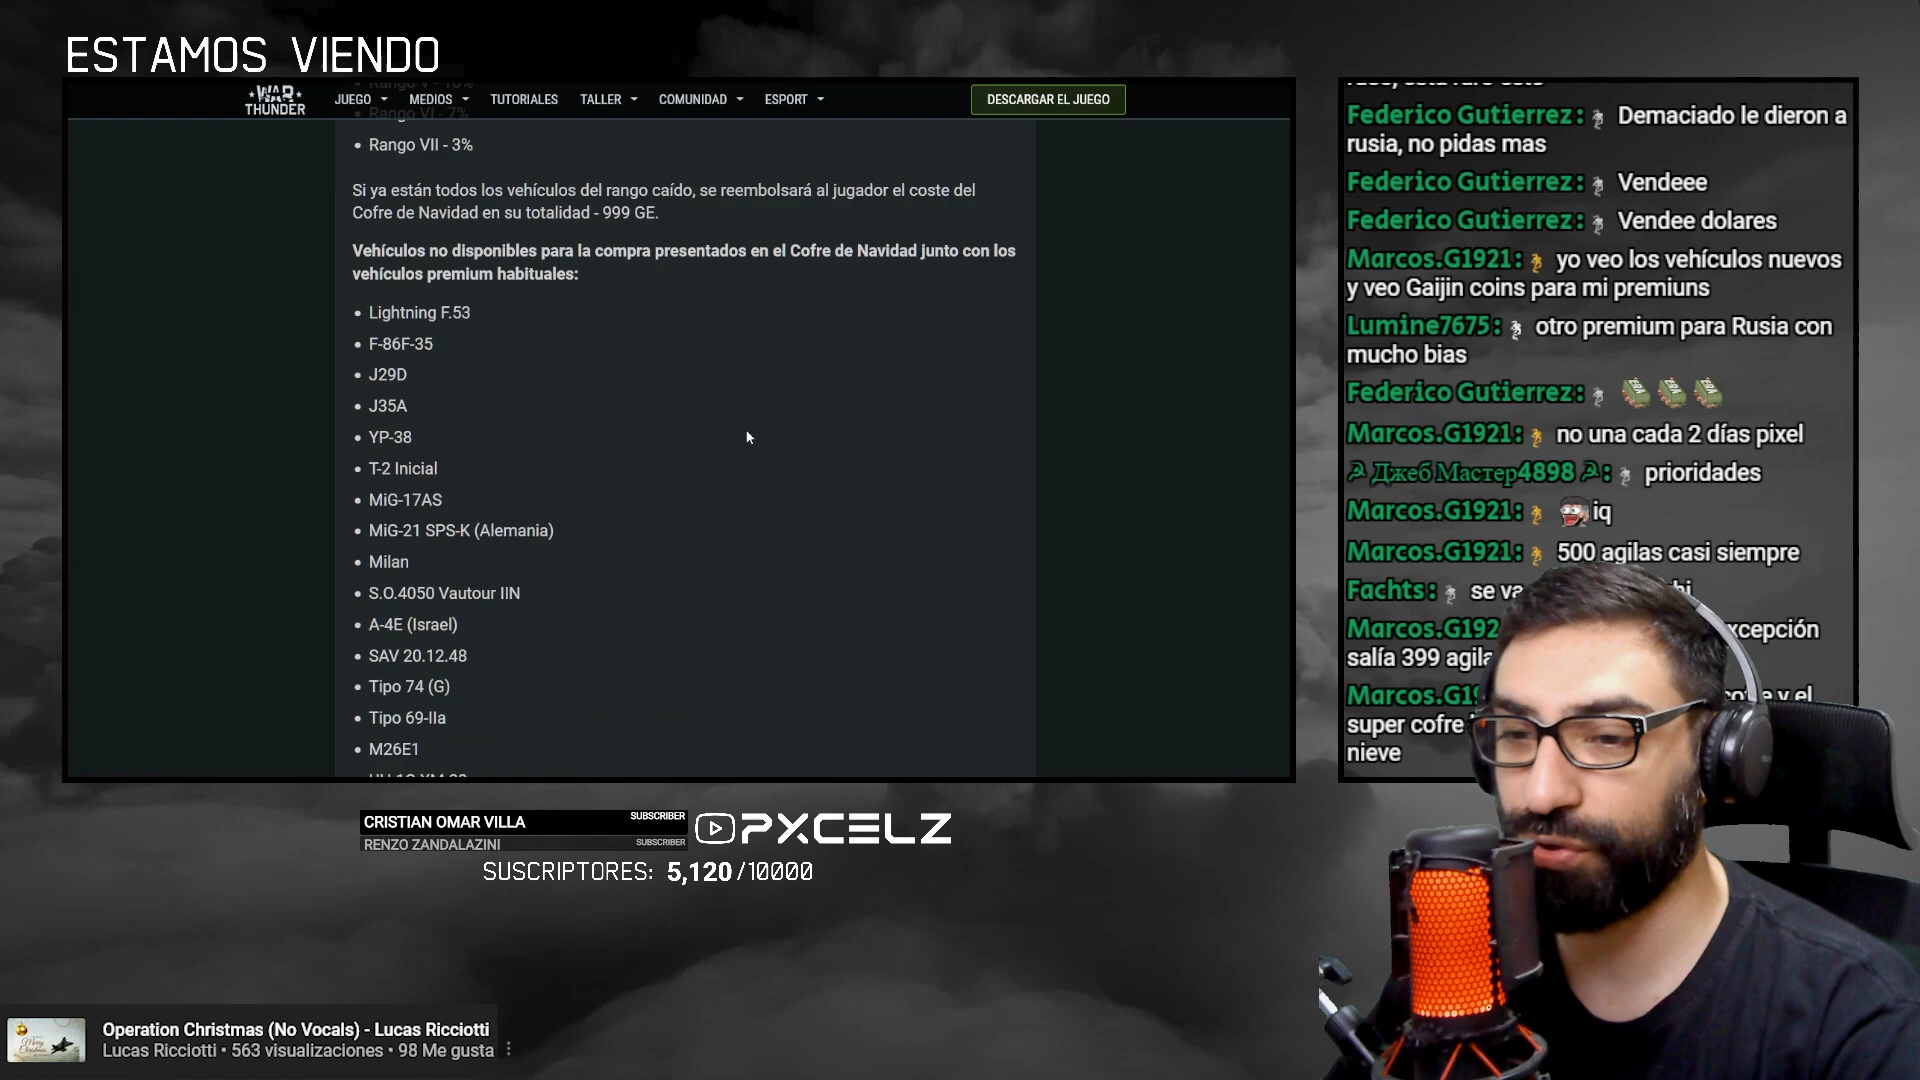 ESTAMOS VIENDO
WAR THUNDER
JUEGO
MEDIOS
TUTORIALES
TALLER
COMUNIDAD
ESPORT
DESCARGAR EL JUEGO
Rango VI - 7%
• Rango VII - 3%
Si ya están todos los vehículos del rango caído, se reembolsará al jugador el coste del
Cofre de Navidad en su totalidad - 999 GE.
Vehículos no disponibles para la compra presentados en el Cofre de Navidad junto con los
vehículos premium habituales:
• Lightning F.53
• F-86F-35
• J29D
• J35A
• YP-38
• T-2 Inicial
• MiG-17AS
• MiG-21 SPS-K (Alemania)
• Milan
• S.O.4050 Vautour IIN
• A-4E (Israel)
• SAV 20.12.48
• Tipo 74 (G)
• Tipo 69-IIa
• M26E1
Federico Gutierrez: Demaciado le dieron a
rusia, no pidas mas
Federico Gutierrez: Vendeee
Federico Gutierrez: Vendee dolares
Marcos.G1921: yo veo los vehículos nuevos
y veo Gaijin coins para mi premiuns
Lumine7675: otro premium para Rusia con
mucho bias
Federico Gutierrez:
Marcos.G1921: no una cada 2 días pixel
☭ Джеб Мастер4898 ☭: prioridades
Marcos.G1921: iq
Marcos.G1921: 500 agilas casi siempre
Fachts: se va
Marcos.G192
salía 399 agila
Marcos.G19
super cofre
nieve
CRISTIAN OMAR VILLA SUBSCRIBER
RENZO ZANDALAZINI SUBSCRIBER
PXCELZ
SUSCRIPTORES: 5,120/10000
Operation Christmas (No Vocals) - Lucas Ricciotti
Lucas Ricciotti • 563 visualizaciones • 98 Me gusta